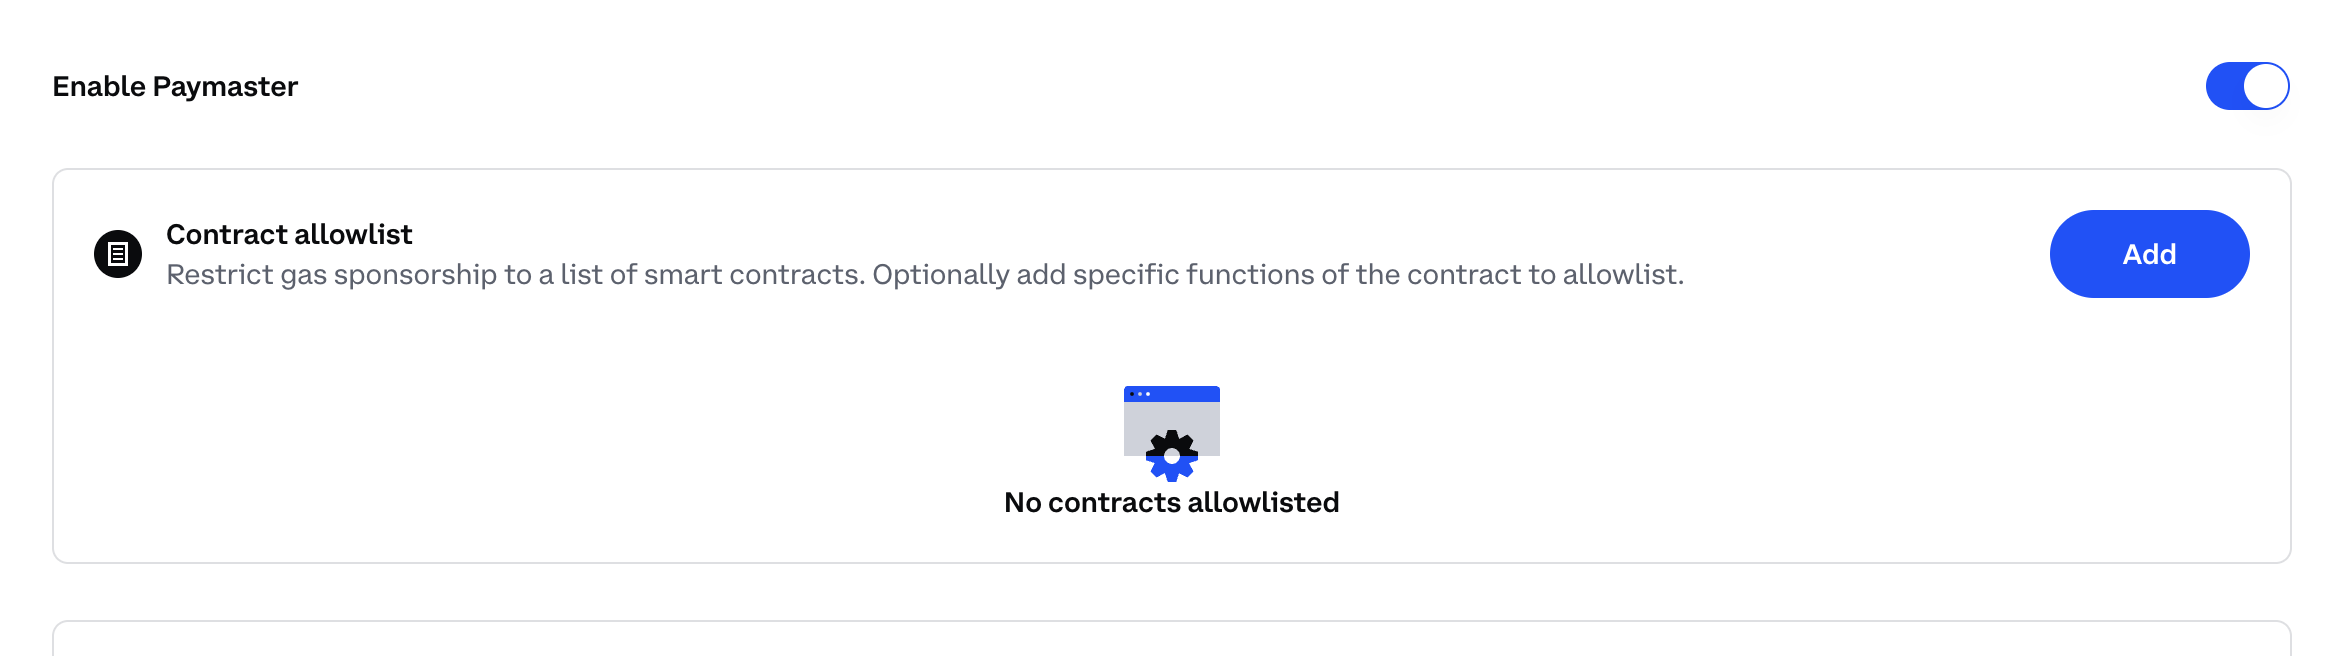 Enable Paymaster
Contract allowlist
Restrict gas sponsorship to a list of smart contracts. Optionally add specific functions of the contract to allowlist.
Add
No contracts allowlisted